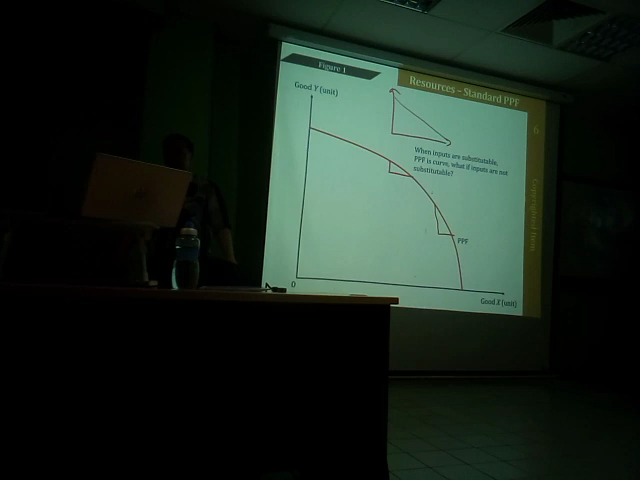 Figure 1
Resources – Standard PPF
6
Good Y (unit)
When inputs are substitutable,
PPF is curve, what if inputs are not
substitutable?
PPF
0
Good X (unit)